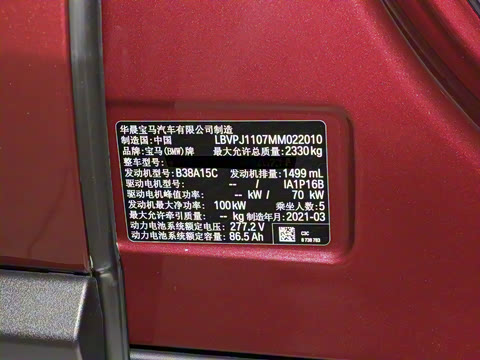 华晨宝马汽车有限公司制造
制造国:中国 LBVPJ1107MM022010
品牌:宝马(BMW)牌 最大允许总质量:2330kg
整车型号:
发动机型号:B38A15C 发动机排量:1499mL
驱动电机型号: -- / IA1P16B
驱动电机峰值功率: -- kW / 70 kW
发动机最大净功率: 100kW 乘坐人数:5
最大允许牵引质量: -- kg 制造年月:2021-03
动力电池系统额定电压: 277.2 V
动力电池系统额定容量: 86.5 Ah